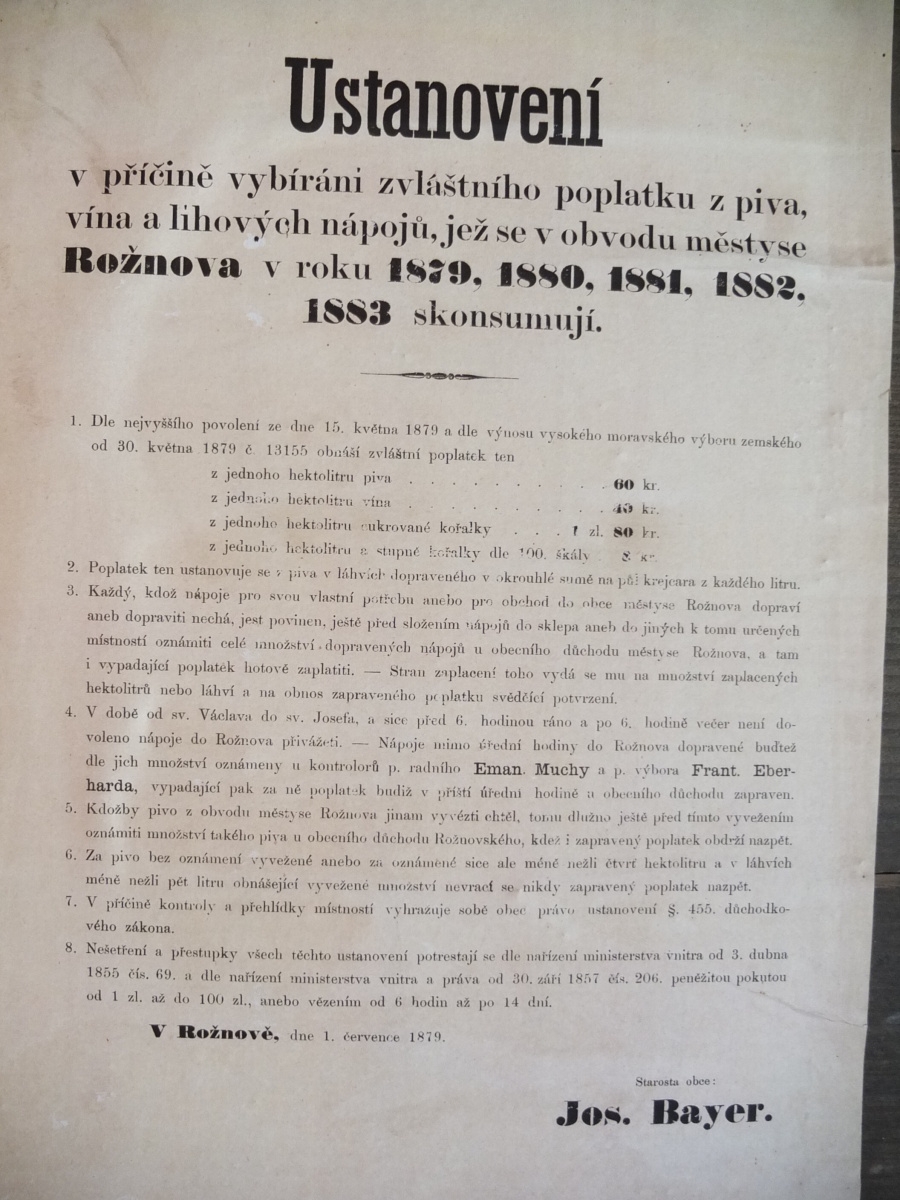 Ustanovení
v příčině vybíráni zvláštního poplatku z piva,
vína a lihových nápojů, jež se v obvodu městyse
Rožnova v roku 1879, 1880, 1881, 1882,
1883 skonsumují.
1. Dle nejvyššího povolení ze dne 15. května 1879 a dle výnosu vysokého moravského výboru zemského
od 30. května 1879 č. 13155 obnáší zvláštní poplatek ten
z jednoho hektolitru piva . . . . . . . . . . 60 kr.
z jednoho hektolitru vína . . . . . . . . . . kr.
z jednoho hektolitru cukrované kořalky . . . 1 zl. 80 kr.
z jednoho hektolitru a stupně kořalky dle 100. škály 8 kr.
2. Poplatek ten ustanovuje se z piva v láhvích dopraveného v okrouhlé sumě na půl krejcara z každého litru.
3. Každý, kdož nápoje pro svou vlastní potřebu anebo pro obchod do obce městyse Rožnova dopraví
aneb dopraviti nechá, jest povinen, ještě před složením nápojů do sklepa aneb do jiných k tomu určených
místností oznámiti celé množství dopravených nápojů u obecního důchodu městyse Rožnova, a tam
i vypadající poplatek hotově zaplatiti. — Stran zaplacení toho vydá se mu na množství zaplacených
hektolitrů nebo láhví a na obnos zapraveného poplatku svědčící potvrzení.
4. V době od sv. Václava do sv. Josefa, a sice před 6. hodinou ráno a po 6. hodině večer není do-
voleno nápoje do Rožnova přivážeti. — Nápoje mimo úřední hodiny do Rožnova dopravené buďtež
dle jich množství oznámeny u kontrolorů p. radního Eman. Muchy a p. výbora Frant. Eber-
harda, vypadající pak za ně poplatek budiž v příští úřední hodině u obecního důchodu zapraven.
5. Kdožby pivo z obvodu městyse Rožnova jinam vyvézti chtěl, tomu dlužno ještě před tímto vyvežením
oznámiti množství takého piva u obecního důchodu Rožnovského, kdež i zapravený poplatek obdrží nazpět.
6. Za pivo bez oznámení vyvežené anebo za oznámené sice ale méně nežli čtvrť hektolitru a v láhvích
méně nežli pět litru obnášející vyvežené množství nevrací se nikdy zapravený poplatek nazpět.
7. V příčině kontroly a přehlídky místností vyhrazuje sobě obec právo ustanovení §. 455. důchodko-
vého zákona.
8. Nešetření a přestupky všech těchto ustanovení potrestají se dle nařízení ministerstva vnitra od 3. dubna
1855 čís. 69. a dle nařízení ministerstva vnitra a práva od 30. září 1857 čís. 206. peněžitou pokutou
od 1 zl. až do 100 zl., anebo vězením od 6 hodin až po 14 dní.
V Rožnově, dne 1. července 1879.
Starosta obce:
Jos. Bayer.